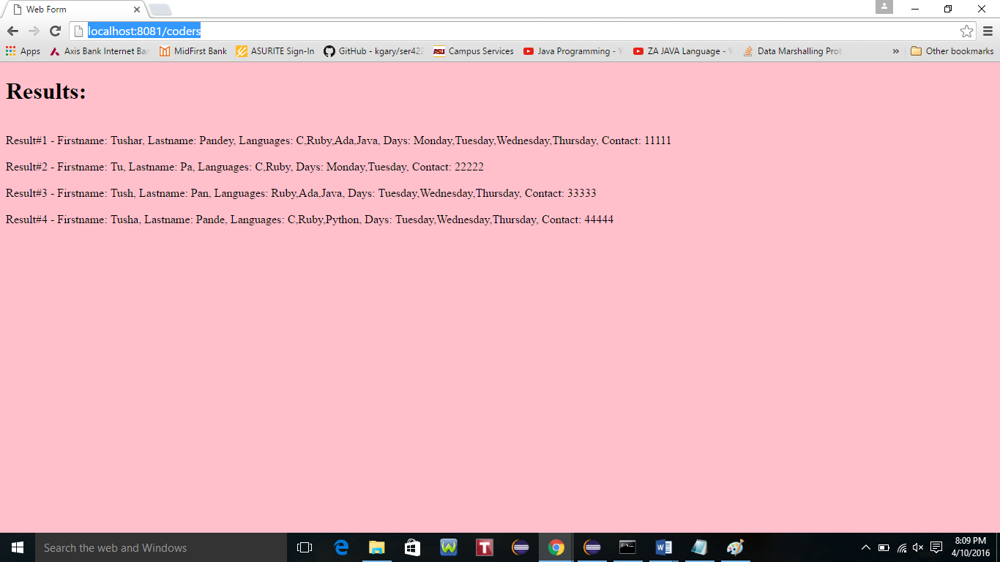 Web Form
localhost:8081/coders
Apps
Axis Bank Internet Ba
MidFirst Bank
ASURITE Sign-In
GitHub - kgary/ser422
ASU
Campus Services
Java Programming - Y
ZA JAVA Language - Y
Data Marshalling Pro
Other bookmarks
Results:
Result#1 - Firstname: Tushar, Lastname: Pandey, Languages: C,Ruby,Ada,Java, Days: Monday,Tuesday,Wednesday,Thursday, Contact: 11111
Result#2 - Firstname: Tu, Lastname: Pa, Languages: C,Ruby, Days: Monday,Tuesday, Contact: 22222
Result#3 - Firstname: Tush, Lastname: Pan, Languages: Ruby,Ada,Java, Days: Tuesday,Wednesday,Thursday, Contact: 33333
Result#4 - Firstname: Tusha, Lastname: Pande, Languages: C,Ruby,Python, Days: Tuesday,Wednesday,Thursday, Contact: 44444
Search the web and Windows
8:09 PM
4/10/2016